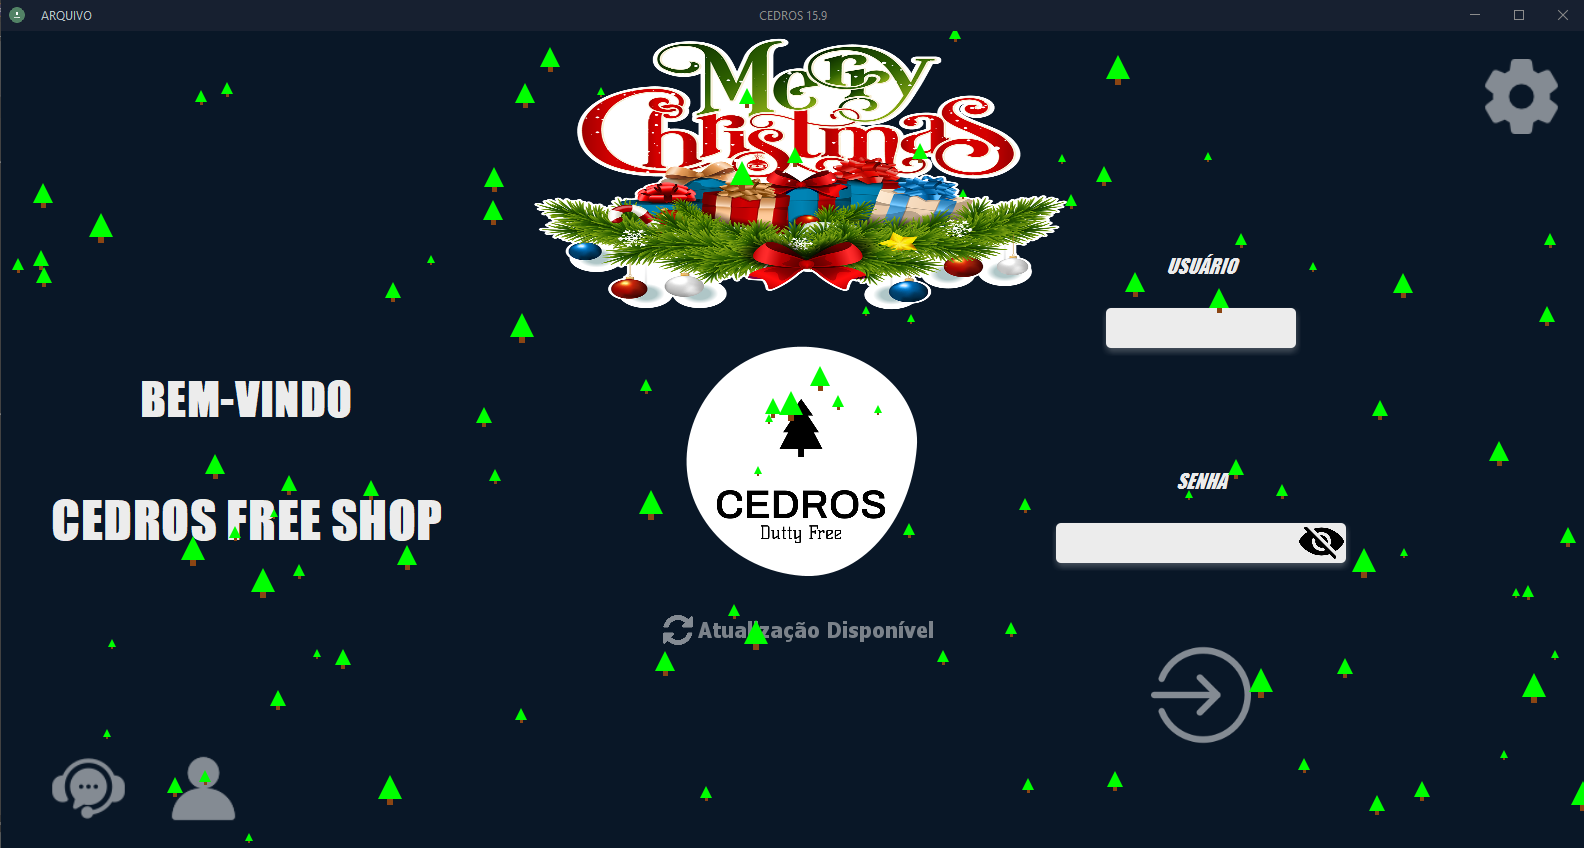 ARQUIVO
CEDROS 15.9
Merry
Christmas
USUÁRIO
BEM-VINDO
SENHA
CEDROS FREE SHOP
CEDROS
Dutty Free
Atualização Disponível